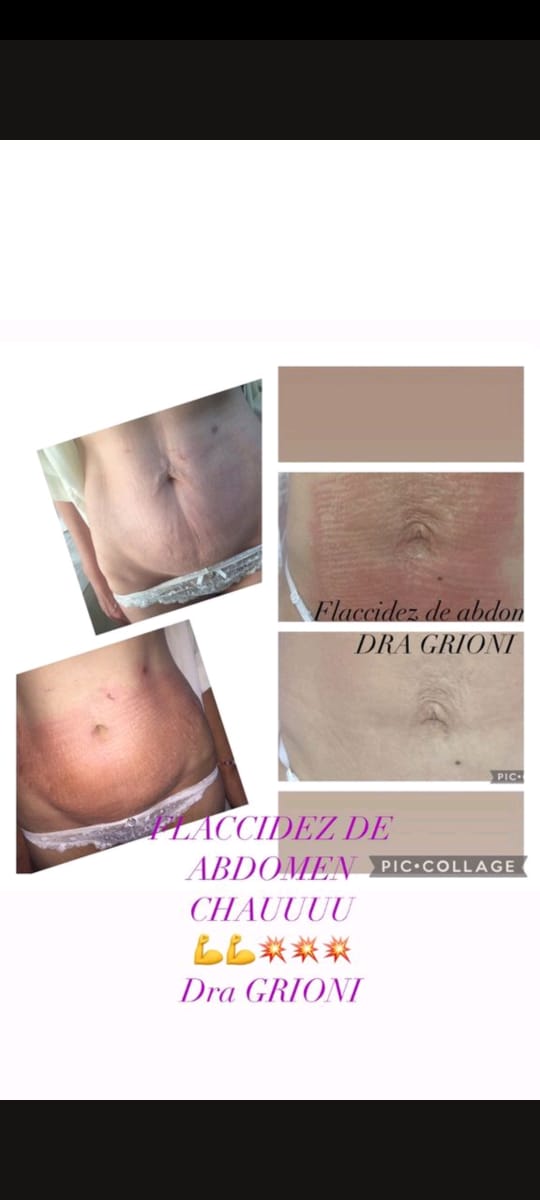 Flaccidez de abdon
DRA GRIONI
PIC•
FLACCIDEZ DE
ABDOMEN
PIC•COLLAGE
CHAUUUU
💪💪💥💥💥
Dra GRIONI